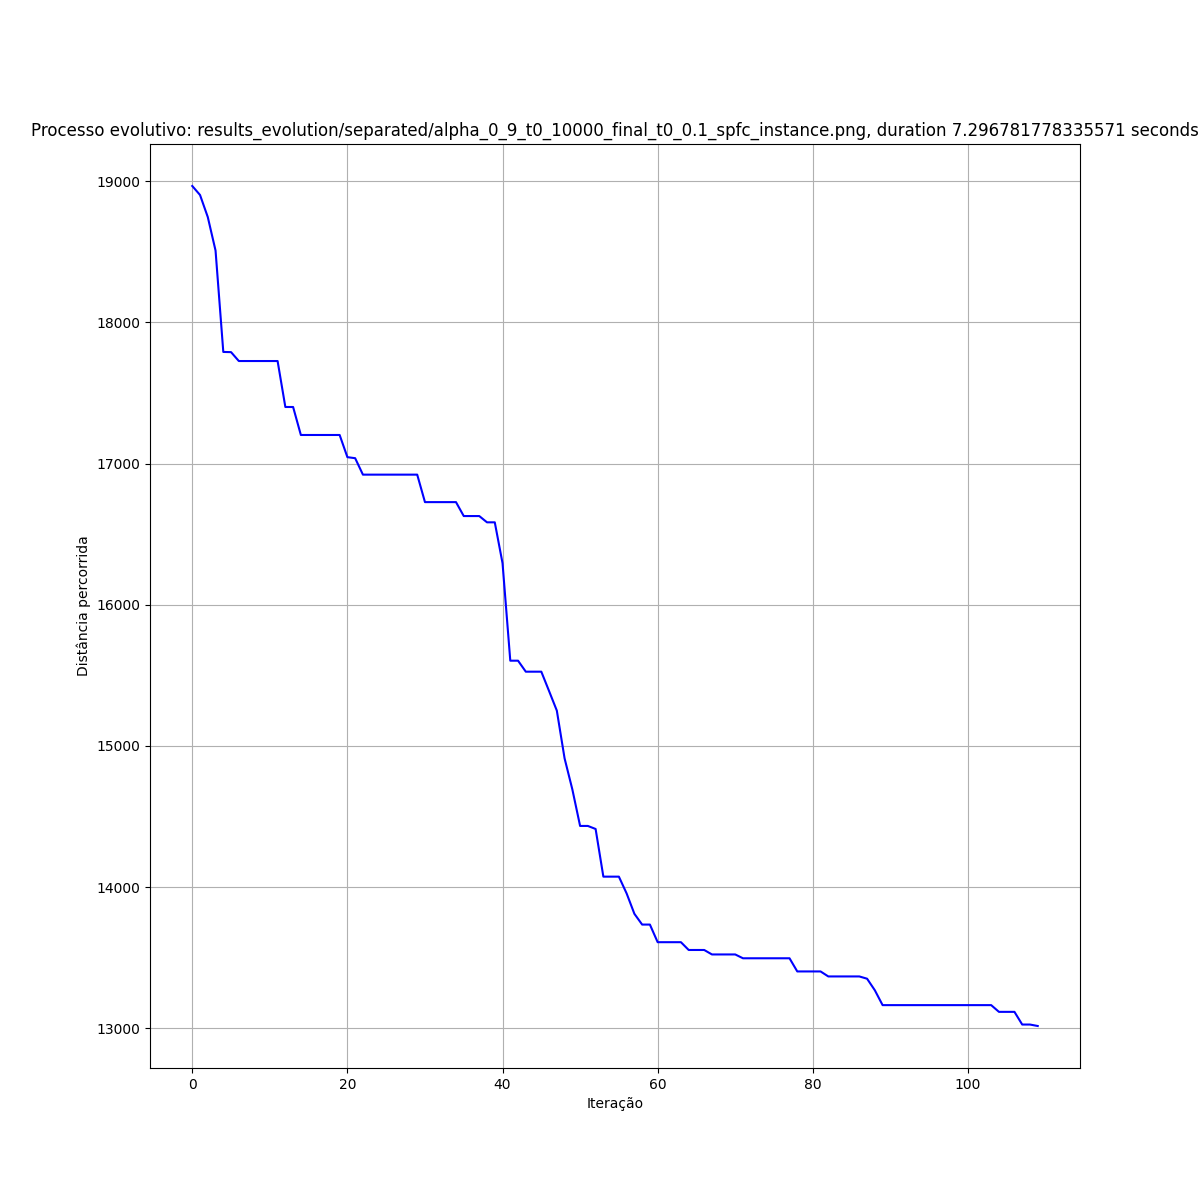 Processo evolutivo: results_evolution/separated/alpha_0_9_t0_10000_final_t0_0.1_spfc_instance.png, duration 7.296781778335571 seconds
19000
18000
17000
16000
15000
14000
13000
Distância percorrida
0 20 40 60 80 100
Iteração